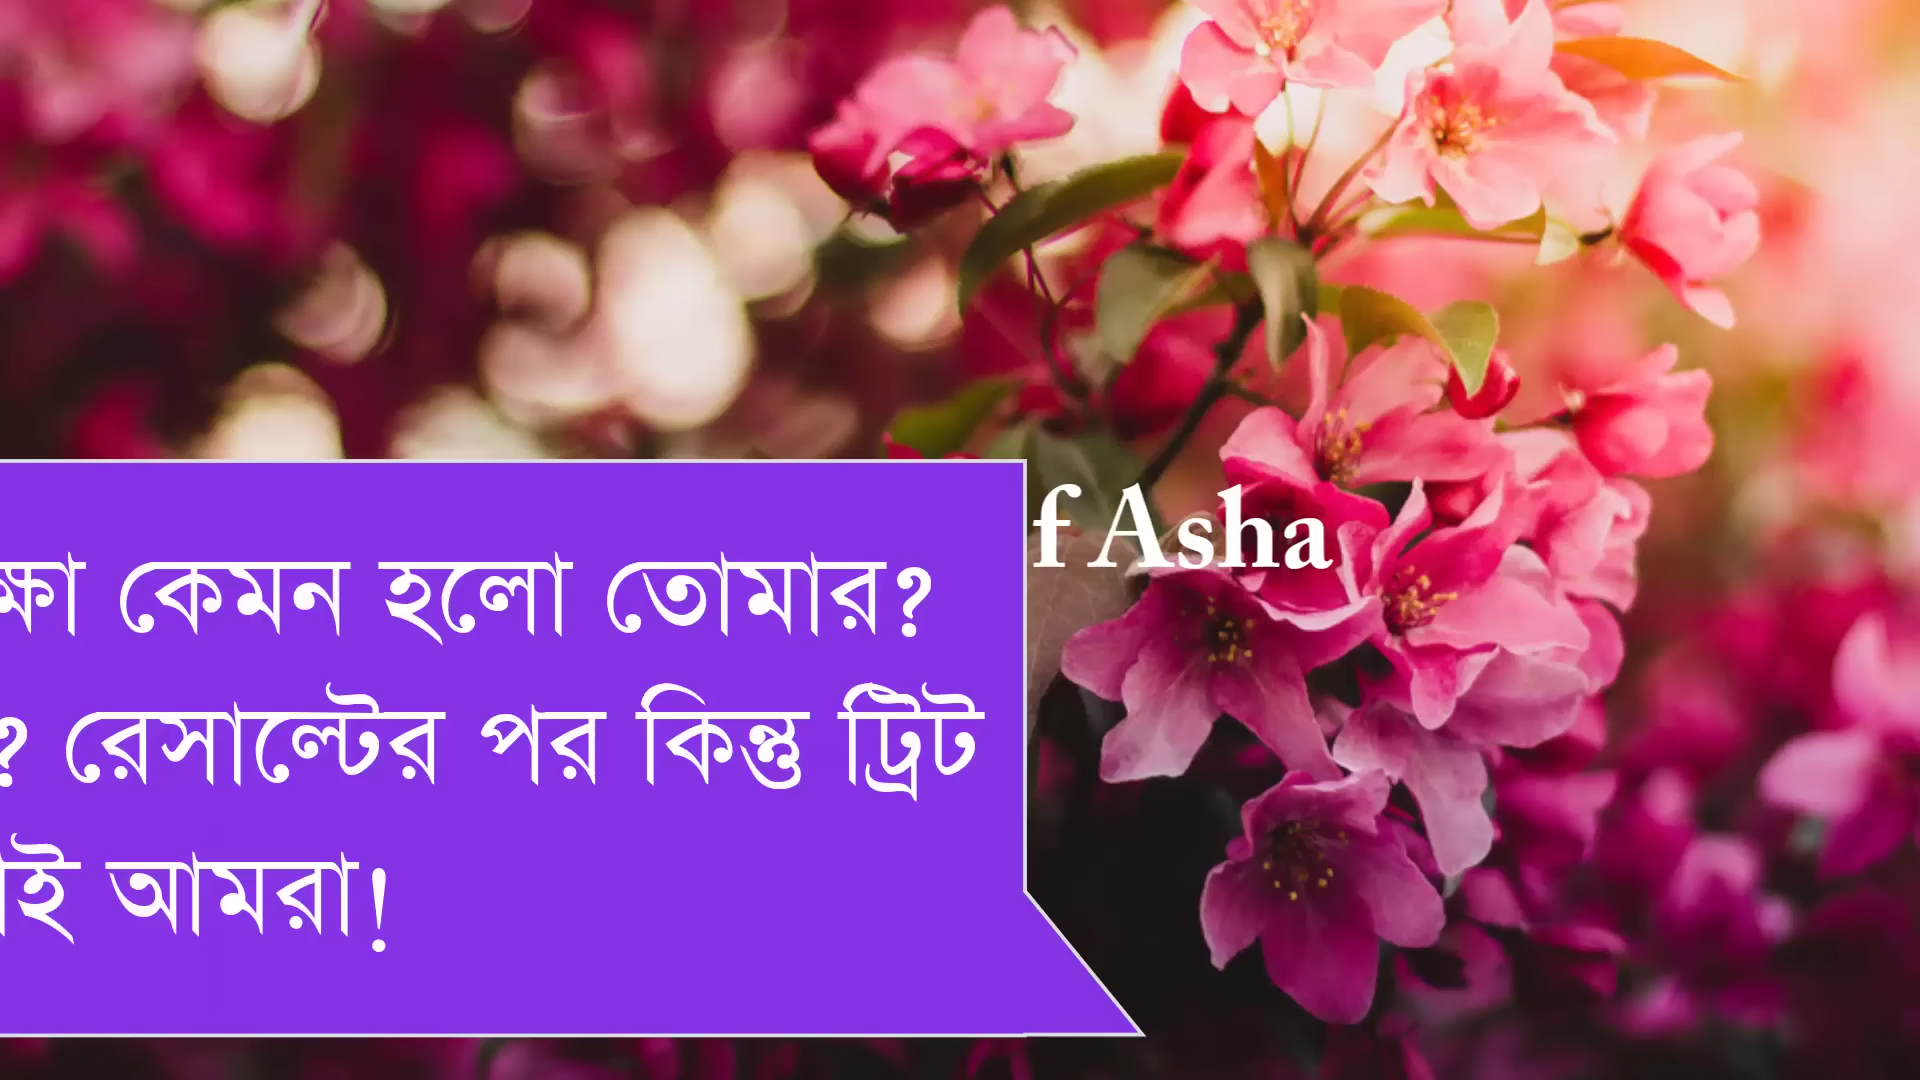 f Asha
কেমন হলো তোমার?
রেসাল্টের পর কিন্তু ট্রিট
আমরা!